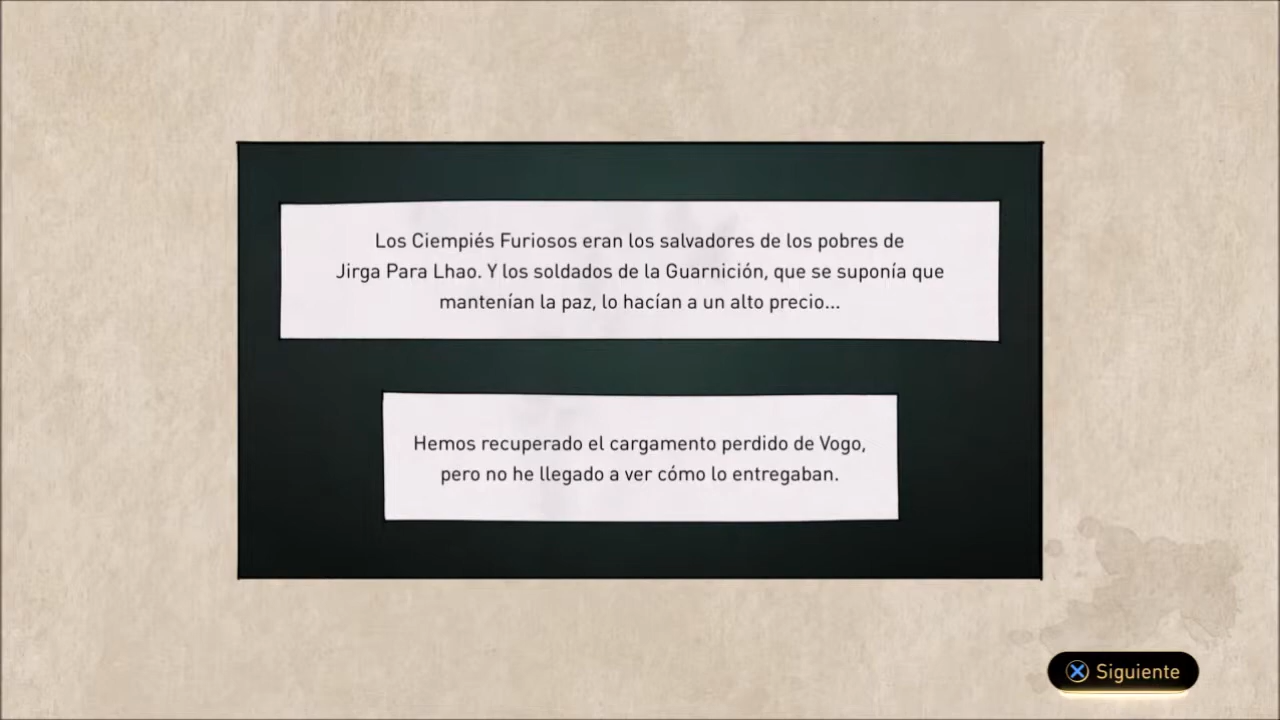 Los Ciempiés Furiosos eran los salvadores de los pobres de
Jirga Para Lhao. Y los soldados de la Guarnición, que se suponía que
mantenían la paz, lo hacían a un alto precio...
Hemos recuperado el cargamento perdido de Vogo,
pero no he llegado a ver cómo lo entregaban.
Siguiente